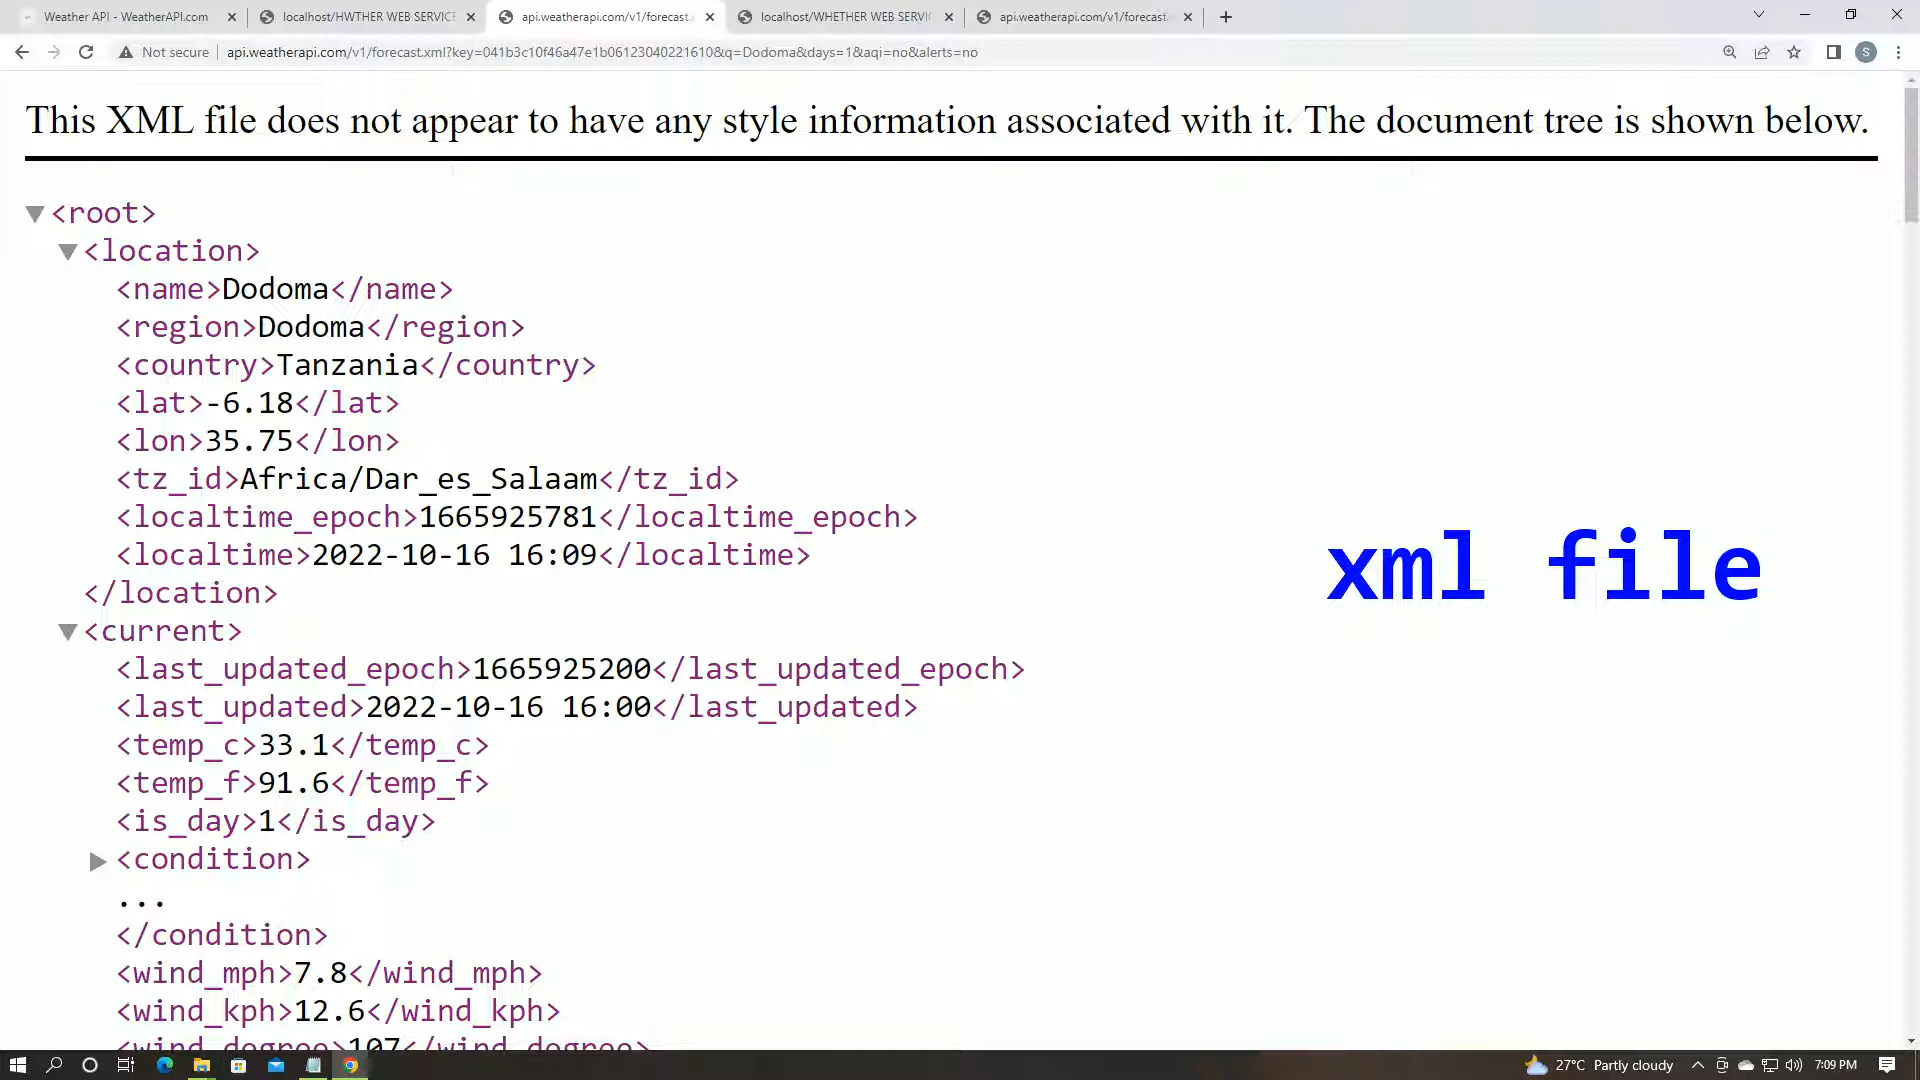 Weather API - WeatherAPI.com
localhost/HWTHER WEB SERVICE
api.weatherapi.com/v1/forecast.
localhost/WHETHER WEB SERVI
api.weatherapi.com/v1/forecast.
Not secure
api.weatherapi.com/v1/forecast.xml?key=041b3c10f46a47e1b06123040221610&q=Dodoma&days=1&aqi=no&alerts=no
S
This XML file does not appear to have any style information associated with it. The document tree is shown below.
<root>
<location>
<name>Dodoma</name>
<region>Dodoma</region>
<country>Tanzania</country>
<lat>-6.18</lat>
<lon>35.75</lon>
<tz_id>Africa/Dar_es_Salaam</tz_id>
<localtime_epoch>1665925781</localtime_epoch>
<localtime>2022-10-16 16:09</localtime>
xml file
</location>
<current>
<last_updated_epoch>1665925200</last_updated_epoch>
<last_updated>2022-10-16 16:00</last_updated>
<temp_c>33.1</temp_c>
<temp_f>91.6</temp_f>
<is_day>1</is_day>
<condition>
...
</condition>
<wind_mph>7.8</wind_mph>
<wind_kph>12.6</wind_kph>
<wind_degree>107</wind_degree>
27°C Partly cloudy
7:09 PM